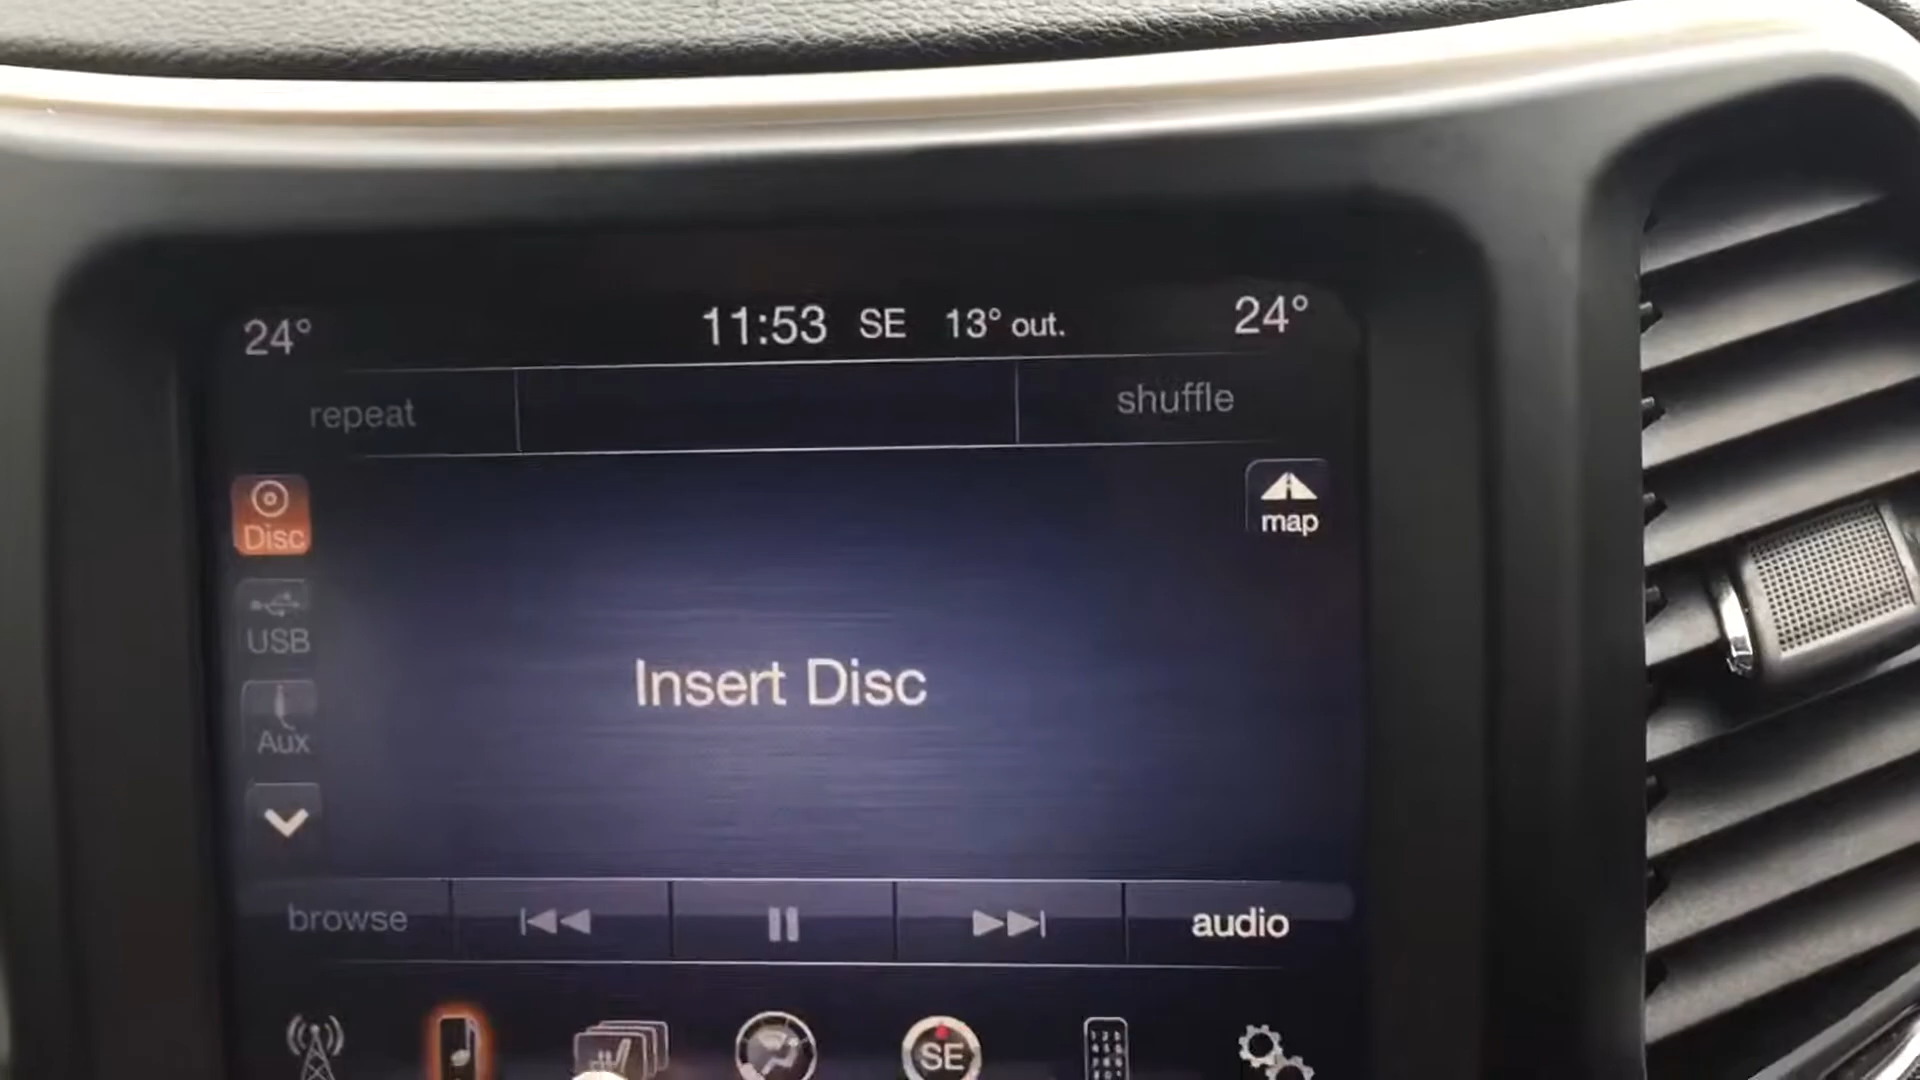 24° 11:53 SE 13° out. 24°
repeat shuffle
Disc
map
USB
Insert Disc
Aux
browse audio
SE